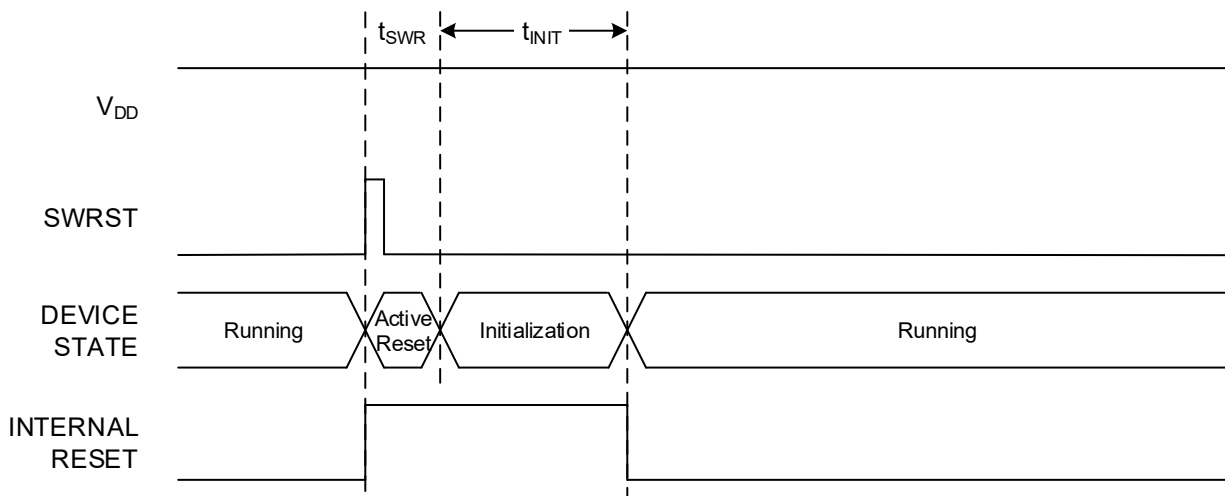 tSWR tINIT
VDD
SWRST
DEVICE
STATE
Running
Active
Reset
Initialization
Running
INTERNAL
RESET